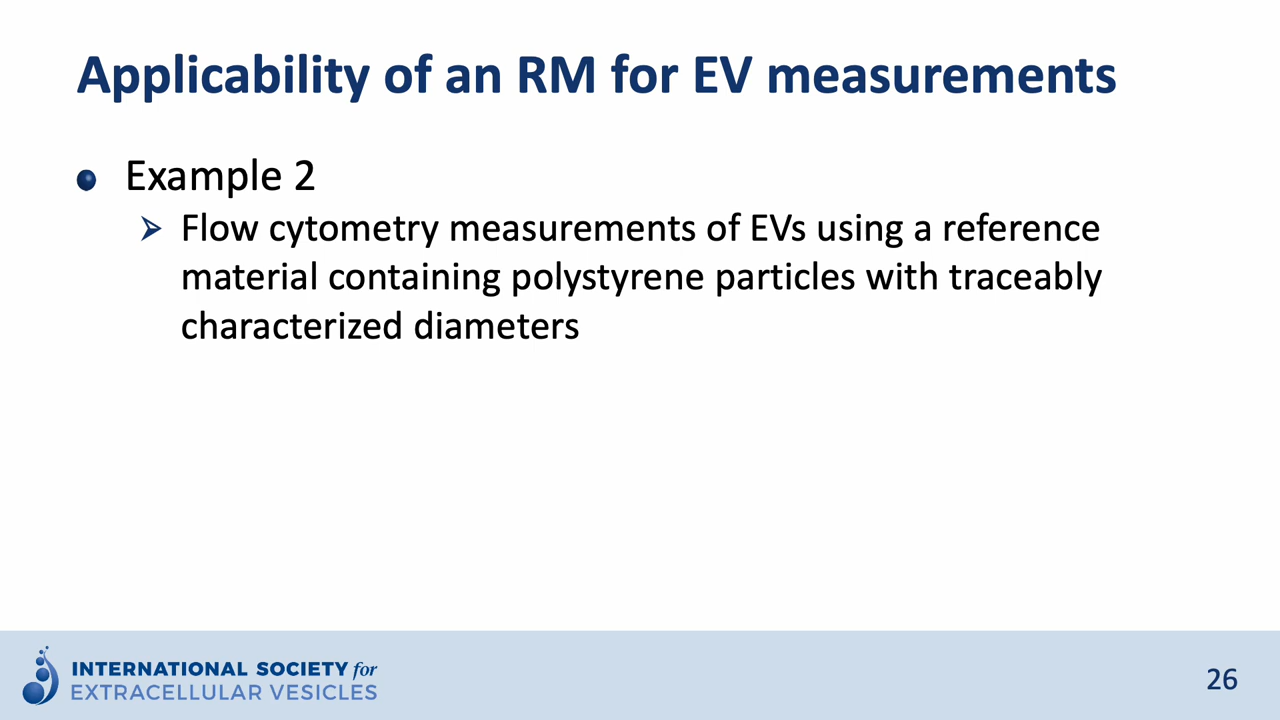 Applicability of an RM for EV measurements
Example 2
Flow cytometry measurements of EVs using a reference
material containing polystyrene particles with traceably
characterized diameters
INTERNATIONAL SOCIETY for
EXTRACELLULAR VESICLES
26